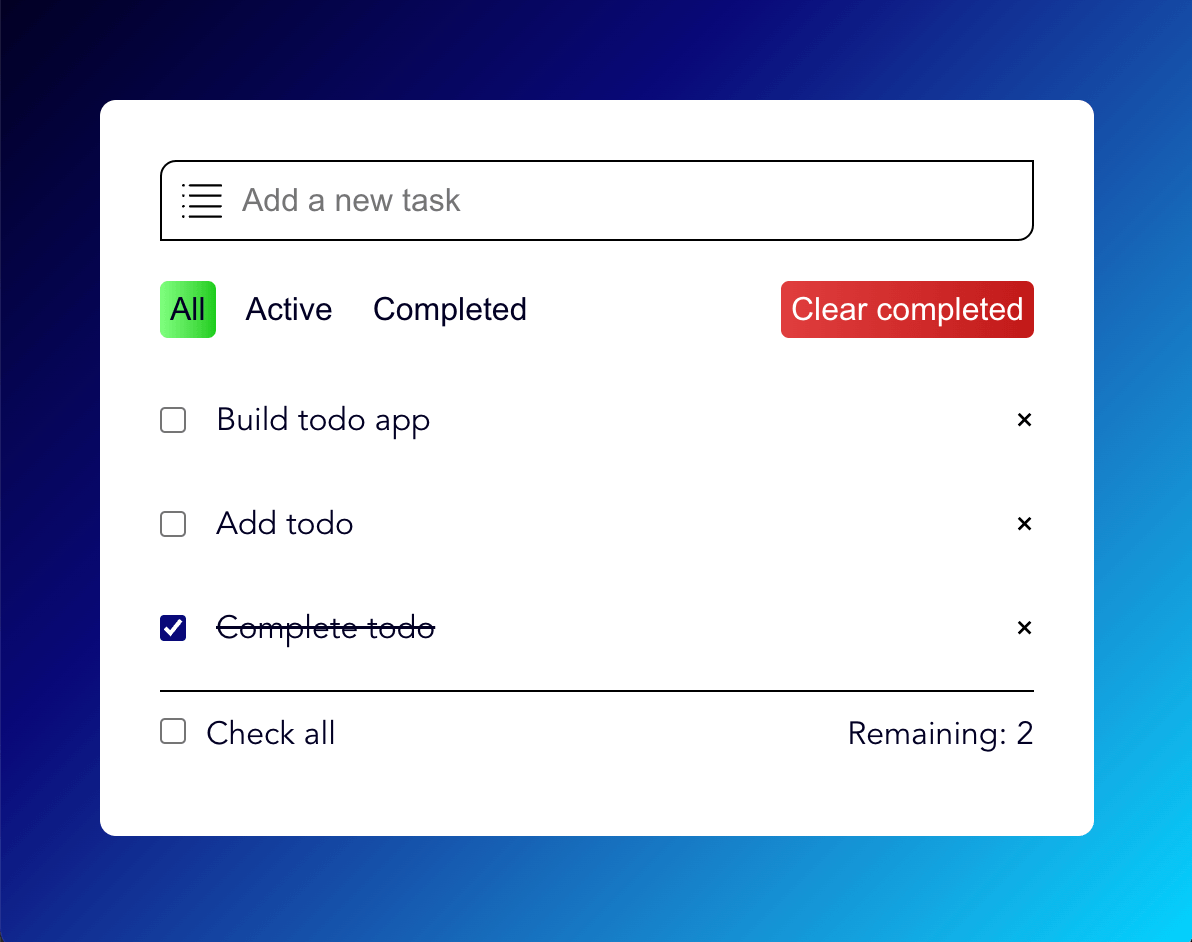 Add a new task
All Active Completed Clear completed
Build todo app ×
Add todo ×
Complete todo ×
Check all Remaining: 2